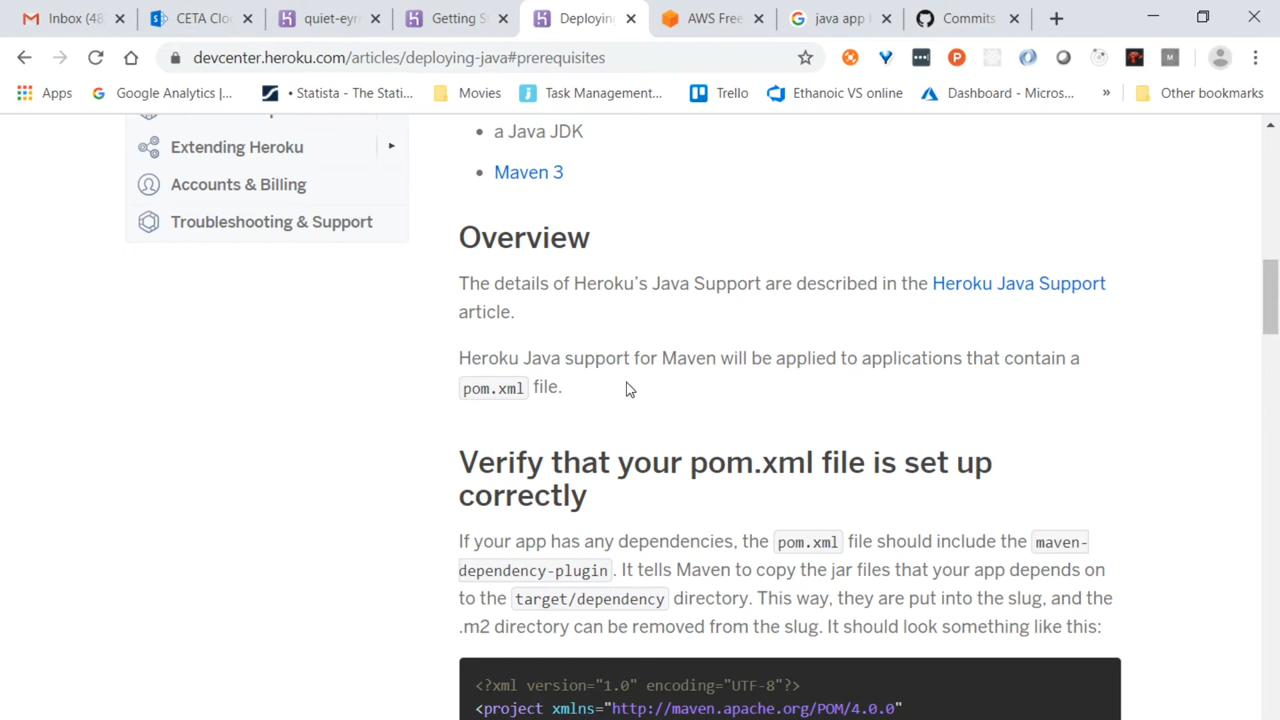 Inbox (48
CETA Clo
quiet-eyr
Getting S
Deployin
AWS Free
java app
Commits
devcenter.heroku.com/articles/deploying-java#prerequisites
Apps
Google Analytics |...
• Statista - The Stati...
Movies
Task Management...
Trello
Ethanoic VS online
Dashboard - Micros...
»
Other bookmarks
Extending Heroku
Accounts & Billing
Troubleshooting & Support
• a Java JDK
• Maven 3
Overview
The details of Heroku's Java Support are described in the Heroku Java Support
article.
Heroku Java support for Maven will be applied to applications that contain a
pom.xml file.
Verify that your pom.xml file is set up
correctly
If your app has any dependencies, the pom.xml file should include the maven-
dependency-plugin. It tells Maven to copy the jar files that your app depends on
to the target/dependency directory. This way, they are put into the slug, and the
.m2 directory can be removed from the slug. It should look something like this:
<?xml version="1.0" encoding="UTF-8"?>
<project xmlns="http://maven.apache.org/POM/4.0.0"